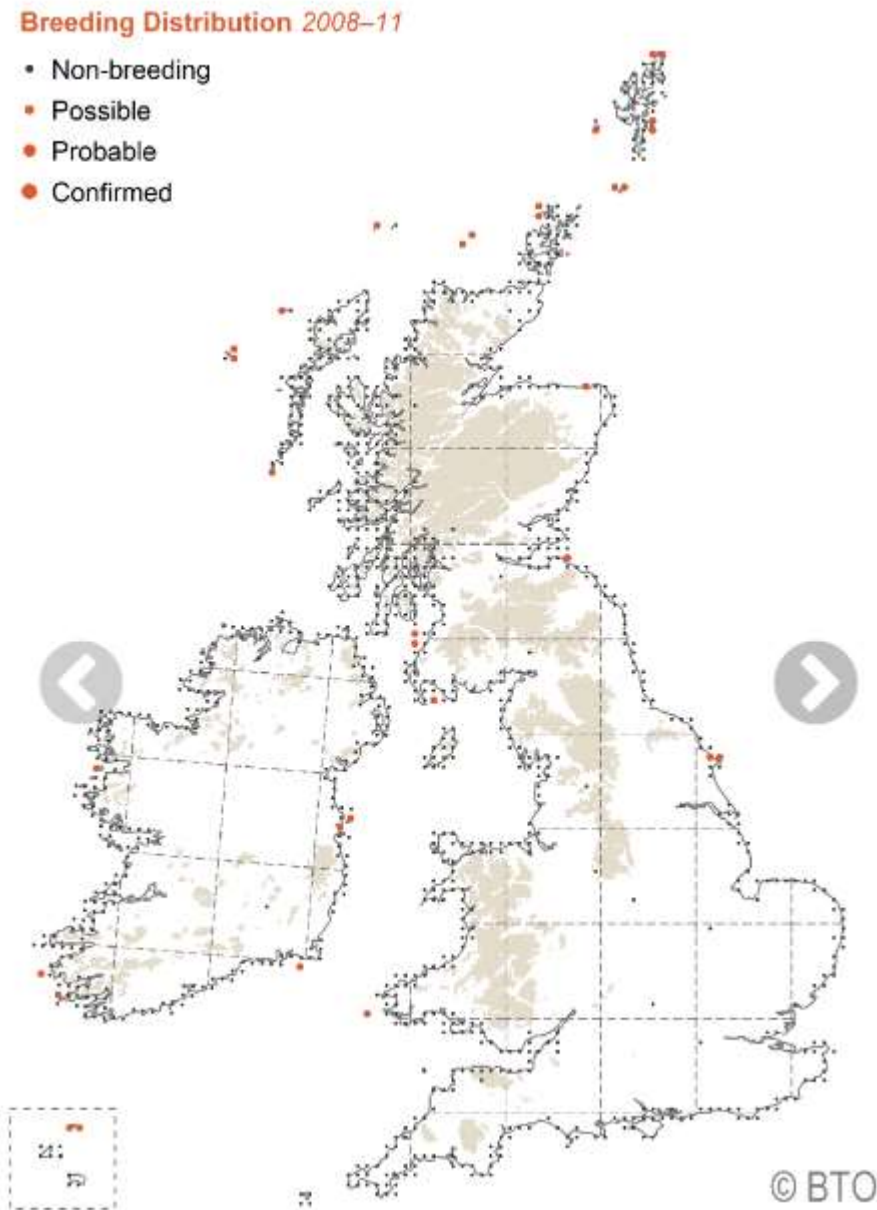 Breeding Distribution 2008–11
Non-breeding
Possible
Probable
Confirmed
© BTO